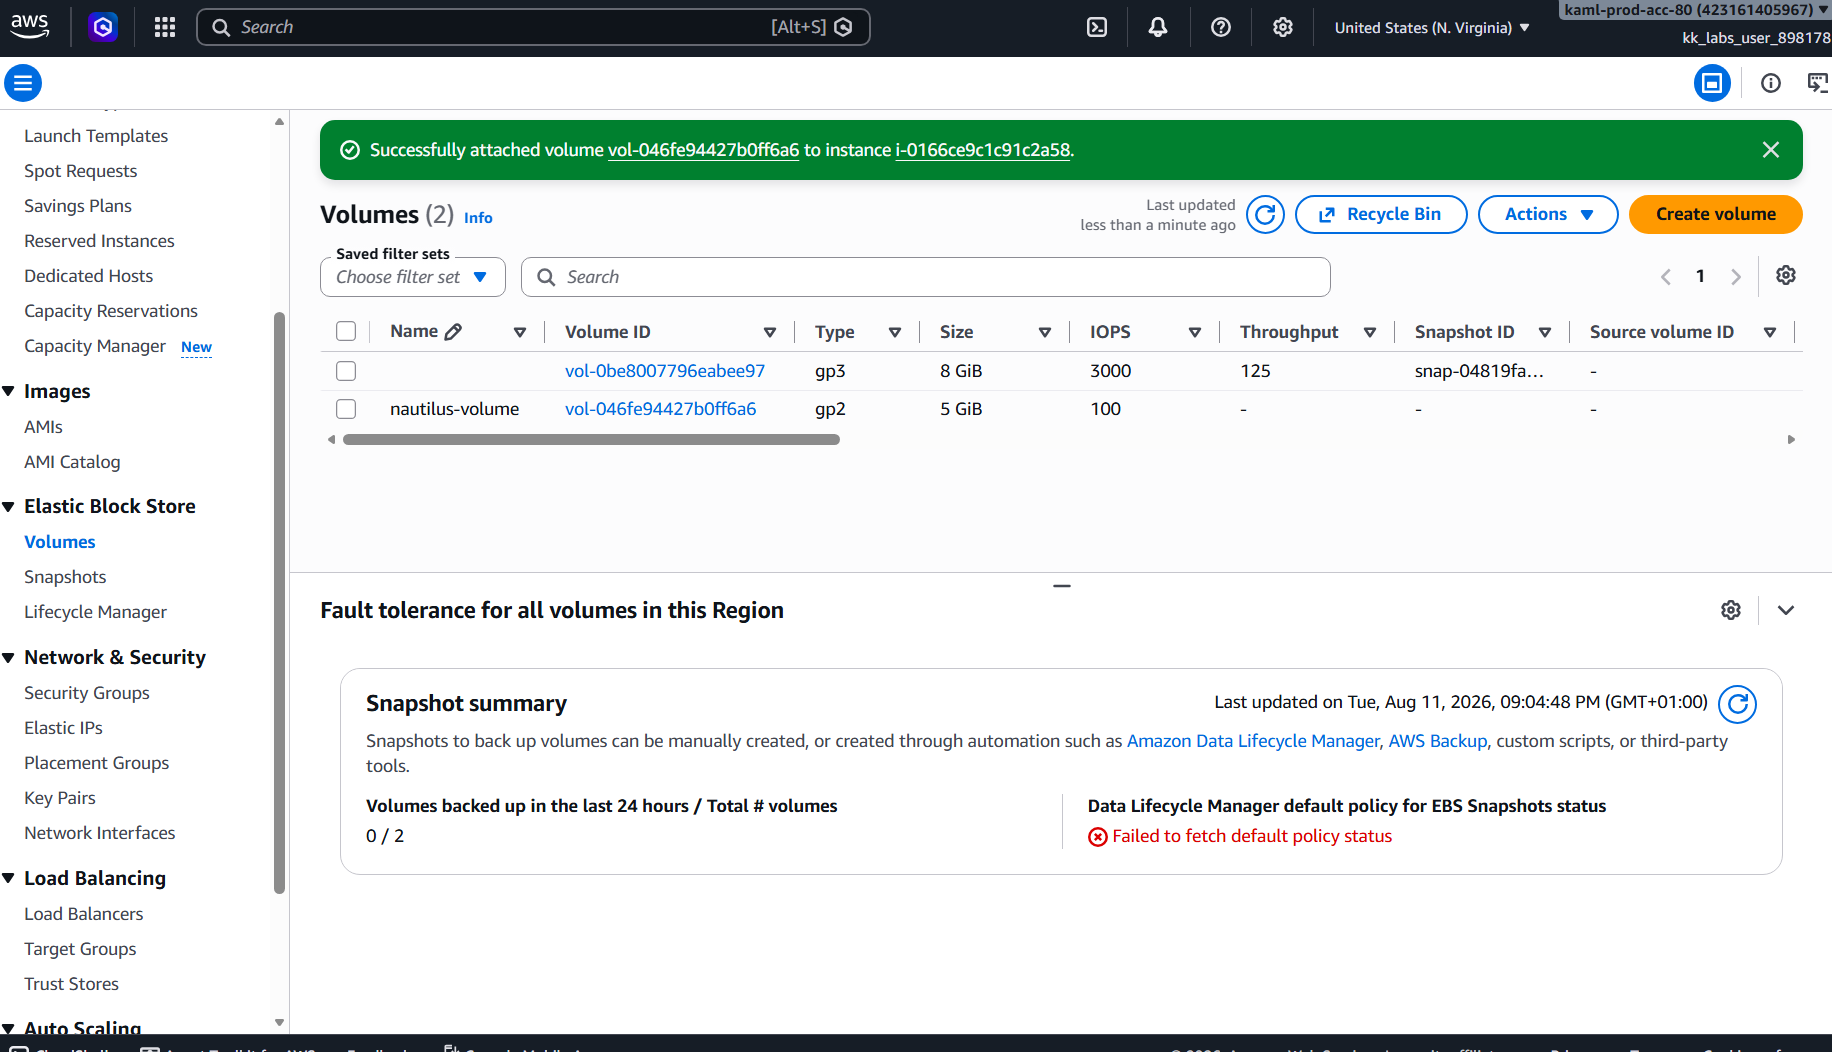 aws
Search [Alt+S]
United States (N. Virginia)
kaml-prod-acc-80 (423161405967)
kk_labs_user_898178
Launch Templates
Spot Requests
Savings Plans
Reserved Instances
Dedicated Hosts
Capacity Reservations
Capacity Manager New
Images
AMIs
AMI Catalog
Elastic Block Store
Volumes
Snapshots
Lifecycle Manager
Network & Security
Security Groups
Elastic IPs
Placement Groups
Key Pairs
Network Interfaces
Load Balancing
Load Balancers
Target Groups
Trust Stores
Auto Scaling
Successfully attached volume vol-046fe94427b0ff6a6 to instance i-0166ce9c1c91c2a58.
Volumes (2) Info
Last updated
less than a minute ago
Recycle Bin
Actions
Create volume
Saved filter sets
Choose filter set
Search
1
Name Volume ID Type Size IOPS Throughput Snapshot ID Source volume ID
vol-0be8007796eabee97 gp3 8 GiB 3000 125 snap-04819fa... -
nautilus-volume vol-046fe94427b0ff6a6 gp2 5 GiB 100 - - -
Fault tolerance for all volumes in this Region
Snapshot summary
Last updated on Tue, Aug 11, 2026, 09:04:48 PM (GMT+01:00)
Snapshots to back up volumes can be manually created, or created through automation such as Amazon Data Lifecycle Manager, AWS Backup, custom scripts, or third-party
tools.
Volumes backed up in the last 24 hours / Total # volumes
0 / 2
Data Lifecycle Manager default policy for EBS Snapshots status
Failed to fetch default policy status